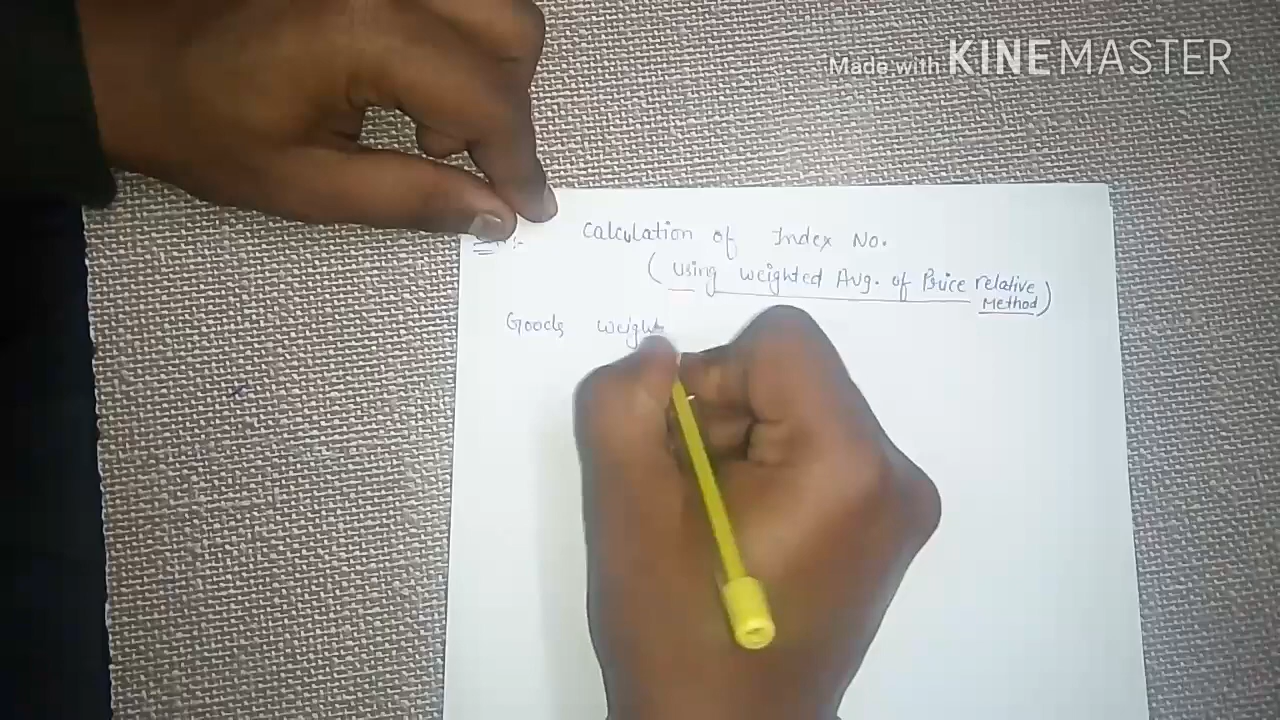 Made with KINEMASTER
Calculation of Index No.
(Using weighted Avg. of Price relative
Method)
Goods Weight